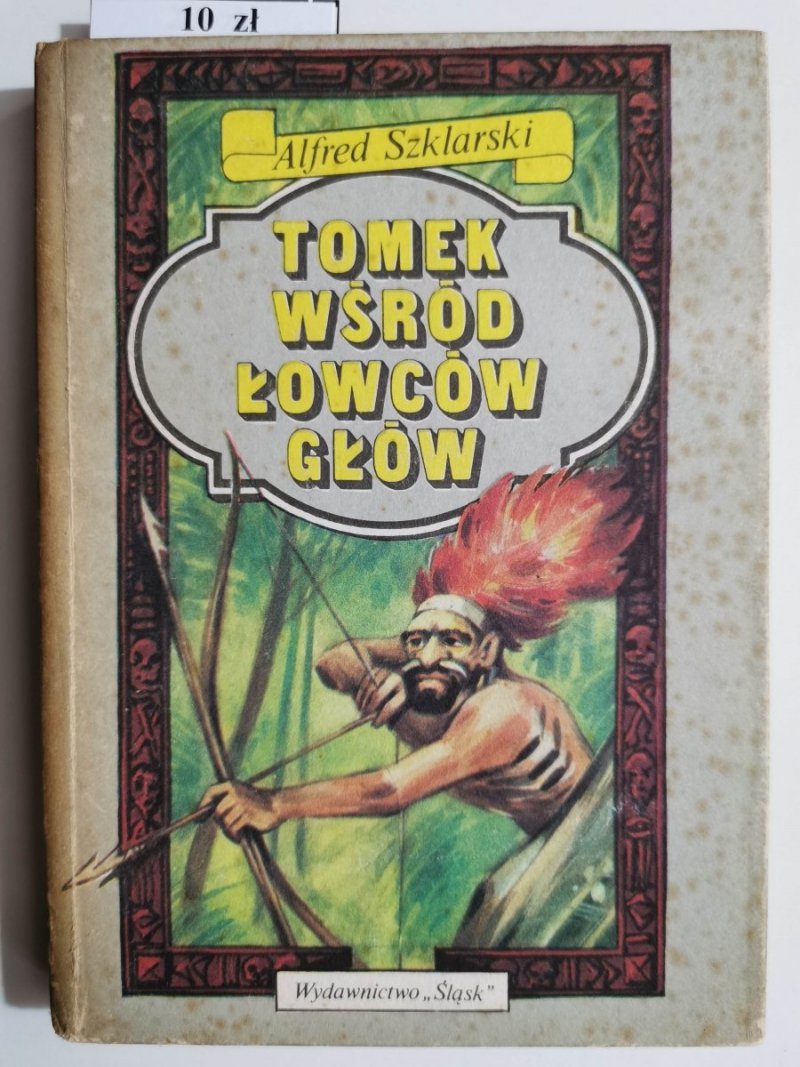 10 zł
Alfred Szklarski
TOMEK
WŚRÓD
ŁOWCÓW
GŁÓW
Wydawnictwo „Śląsk”